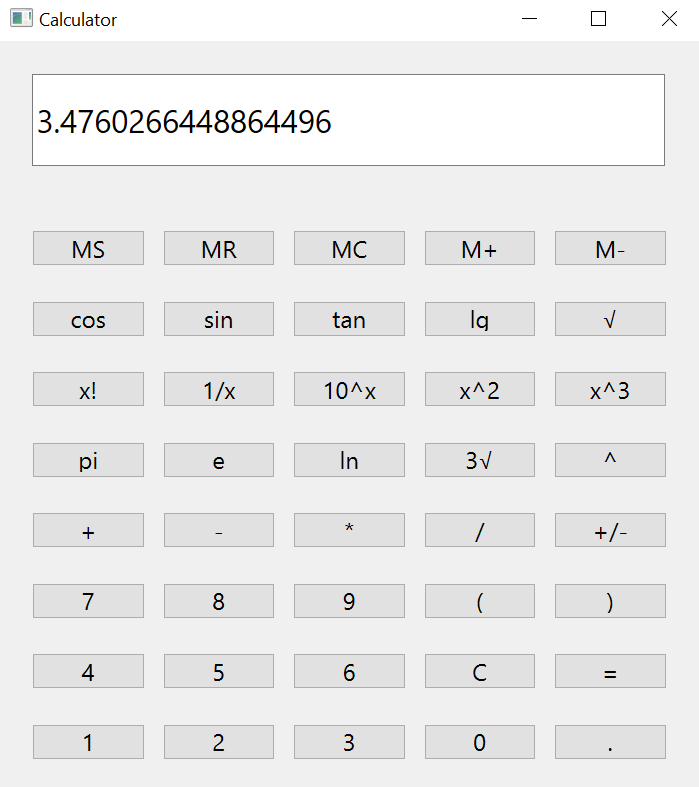 Calculator
3.4760266448864496
MS MR MC M+ M-
cos sin tan lg √
x! 1/x 10^x x^2 x^3
pi e ln 3√ ^
+ - * / +/-
7 8 9 ( )
4 5 6 C =
1 2 3 0 .